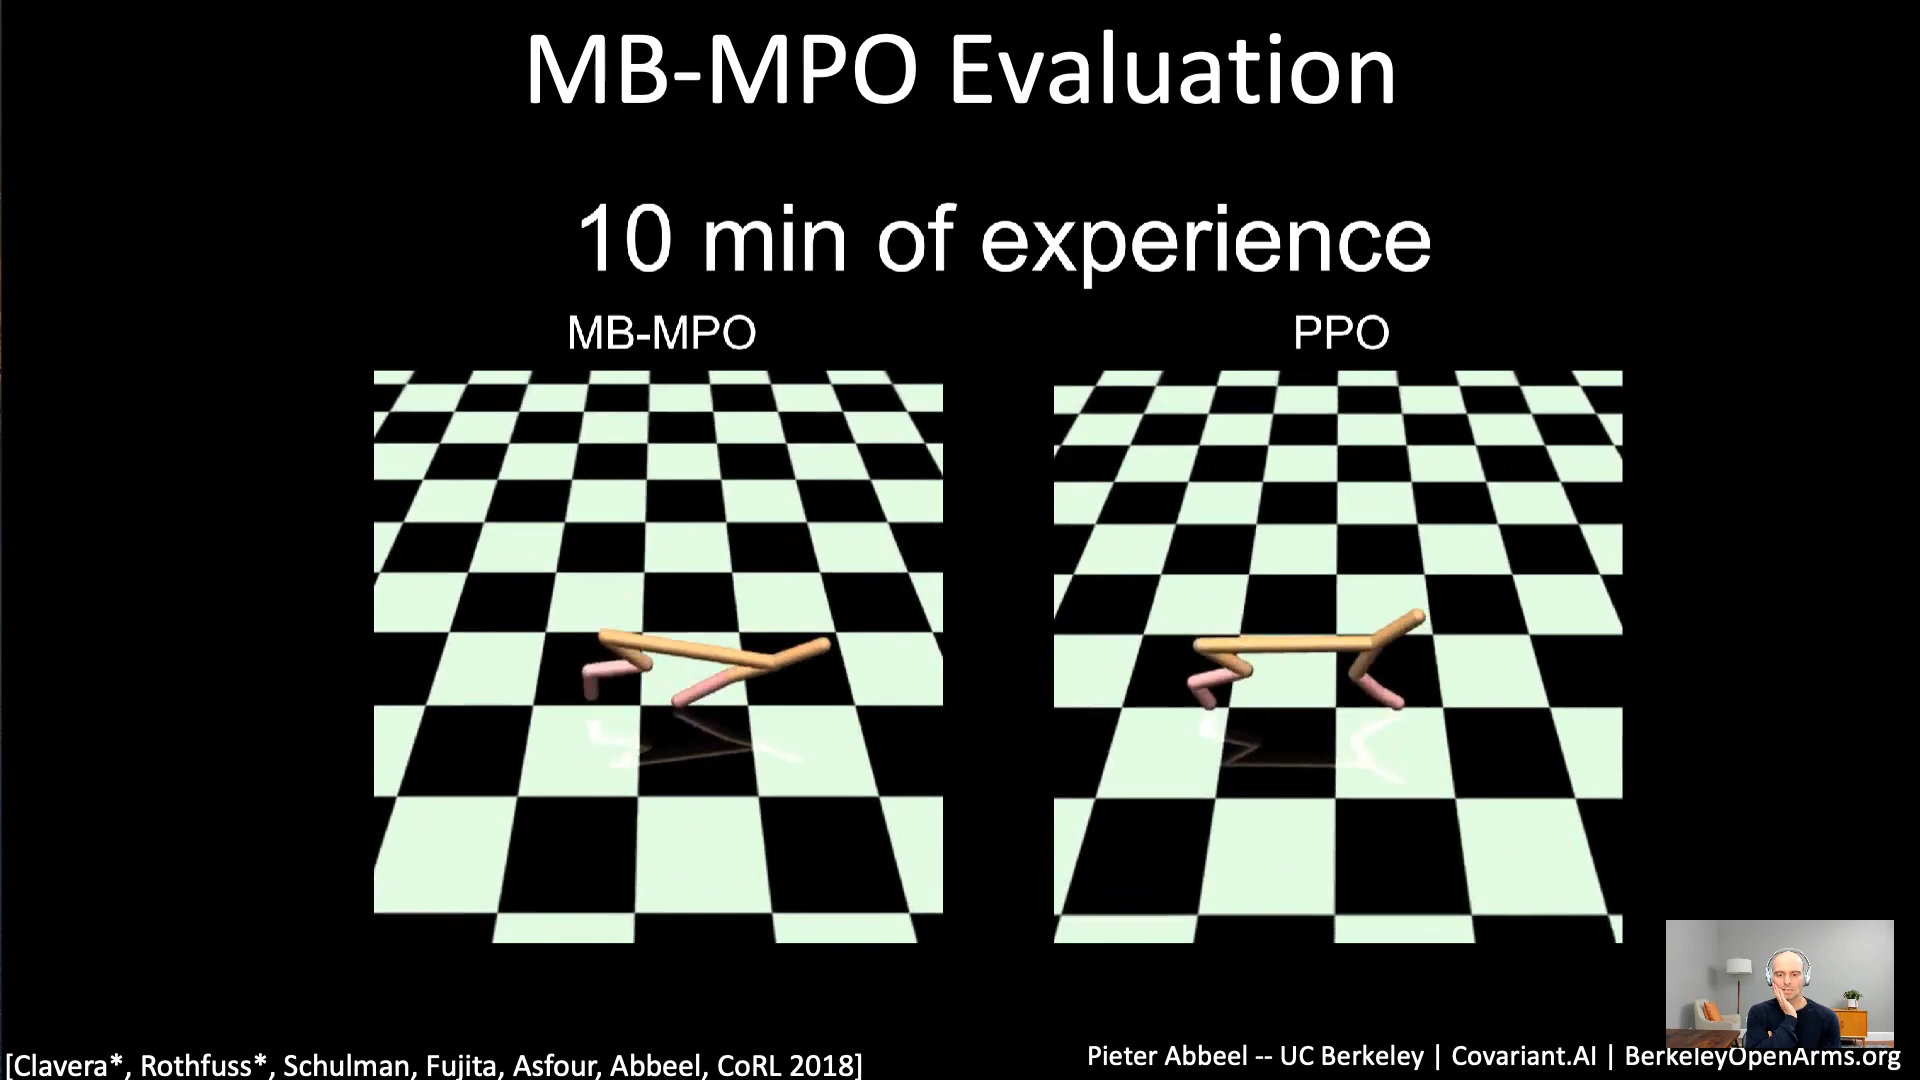 MB-MPO Evaluation
10 min of experience
MB-MPO
PPO
[Clavera*, Rothfuss*, Schulman, Fujita, Asfour, Abbeel, CoRL 2018]
Pieter Abbeel -- UC Berkeley | Covariant.AI | BerkeleyOpenArms.org